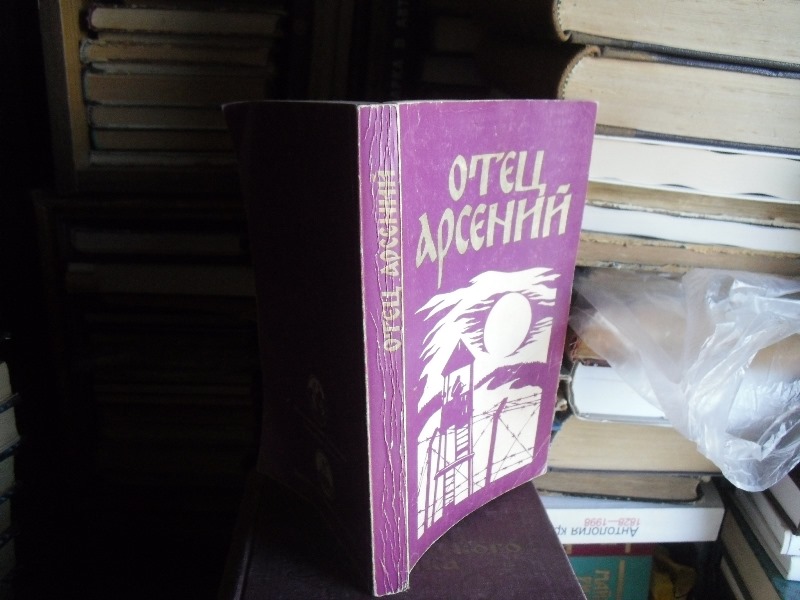 ОТЕЦ
АРСЕНИЙ
ОТЕЦ АРСЕНИЙ
Антология
1828—1998